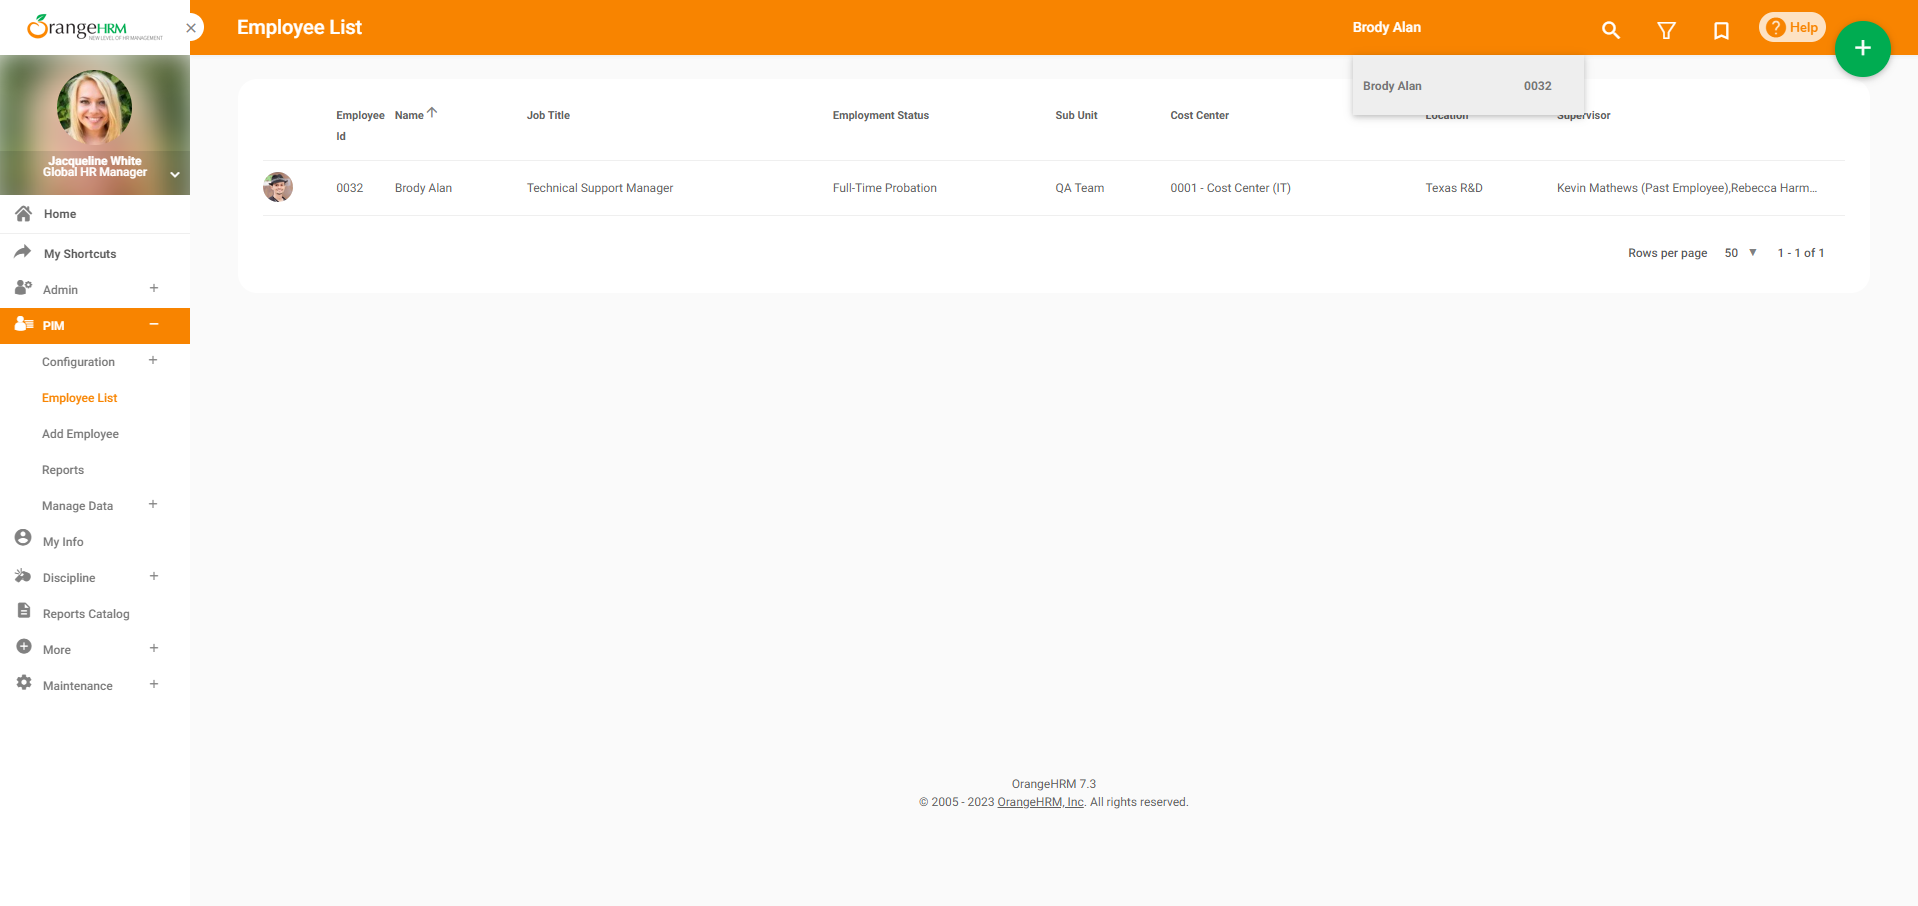 OrangeHRM
NEW LEVEL OF HR MANAGEMENT
Employee List
Brody Alan
? Help
Brody Alan 0032
Jacqueline White
Global HR Manager
Home
My Shortcuts
Admin
PIM
Configuration
Employee List
Add Employee
Reports
Manage Data
My Info
Discipline
Reports Catalog
More
Maintenance
Employee Id Name Job Title Employment Status Sub Unit Cost Center Location Supervisor
0032 Brody Alan Technical Support Manager Full-Time Probation QA Team 0001 - Cost Center (IT) Texas R&D Kevin Mathews (Past Employee),Rebecca Harm...
Rows per page 50 1 - 1 of 1
OrangeHRM 7.3
© 2005 - 2023 OrangeHRM, Inc. All rights reserved.